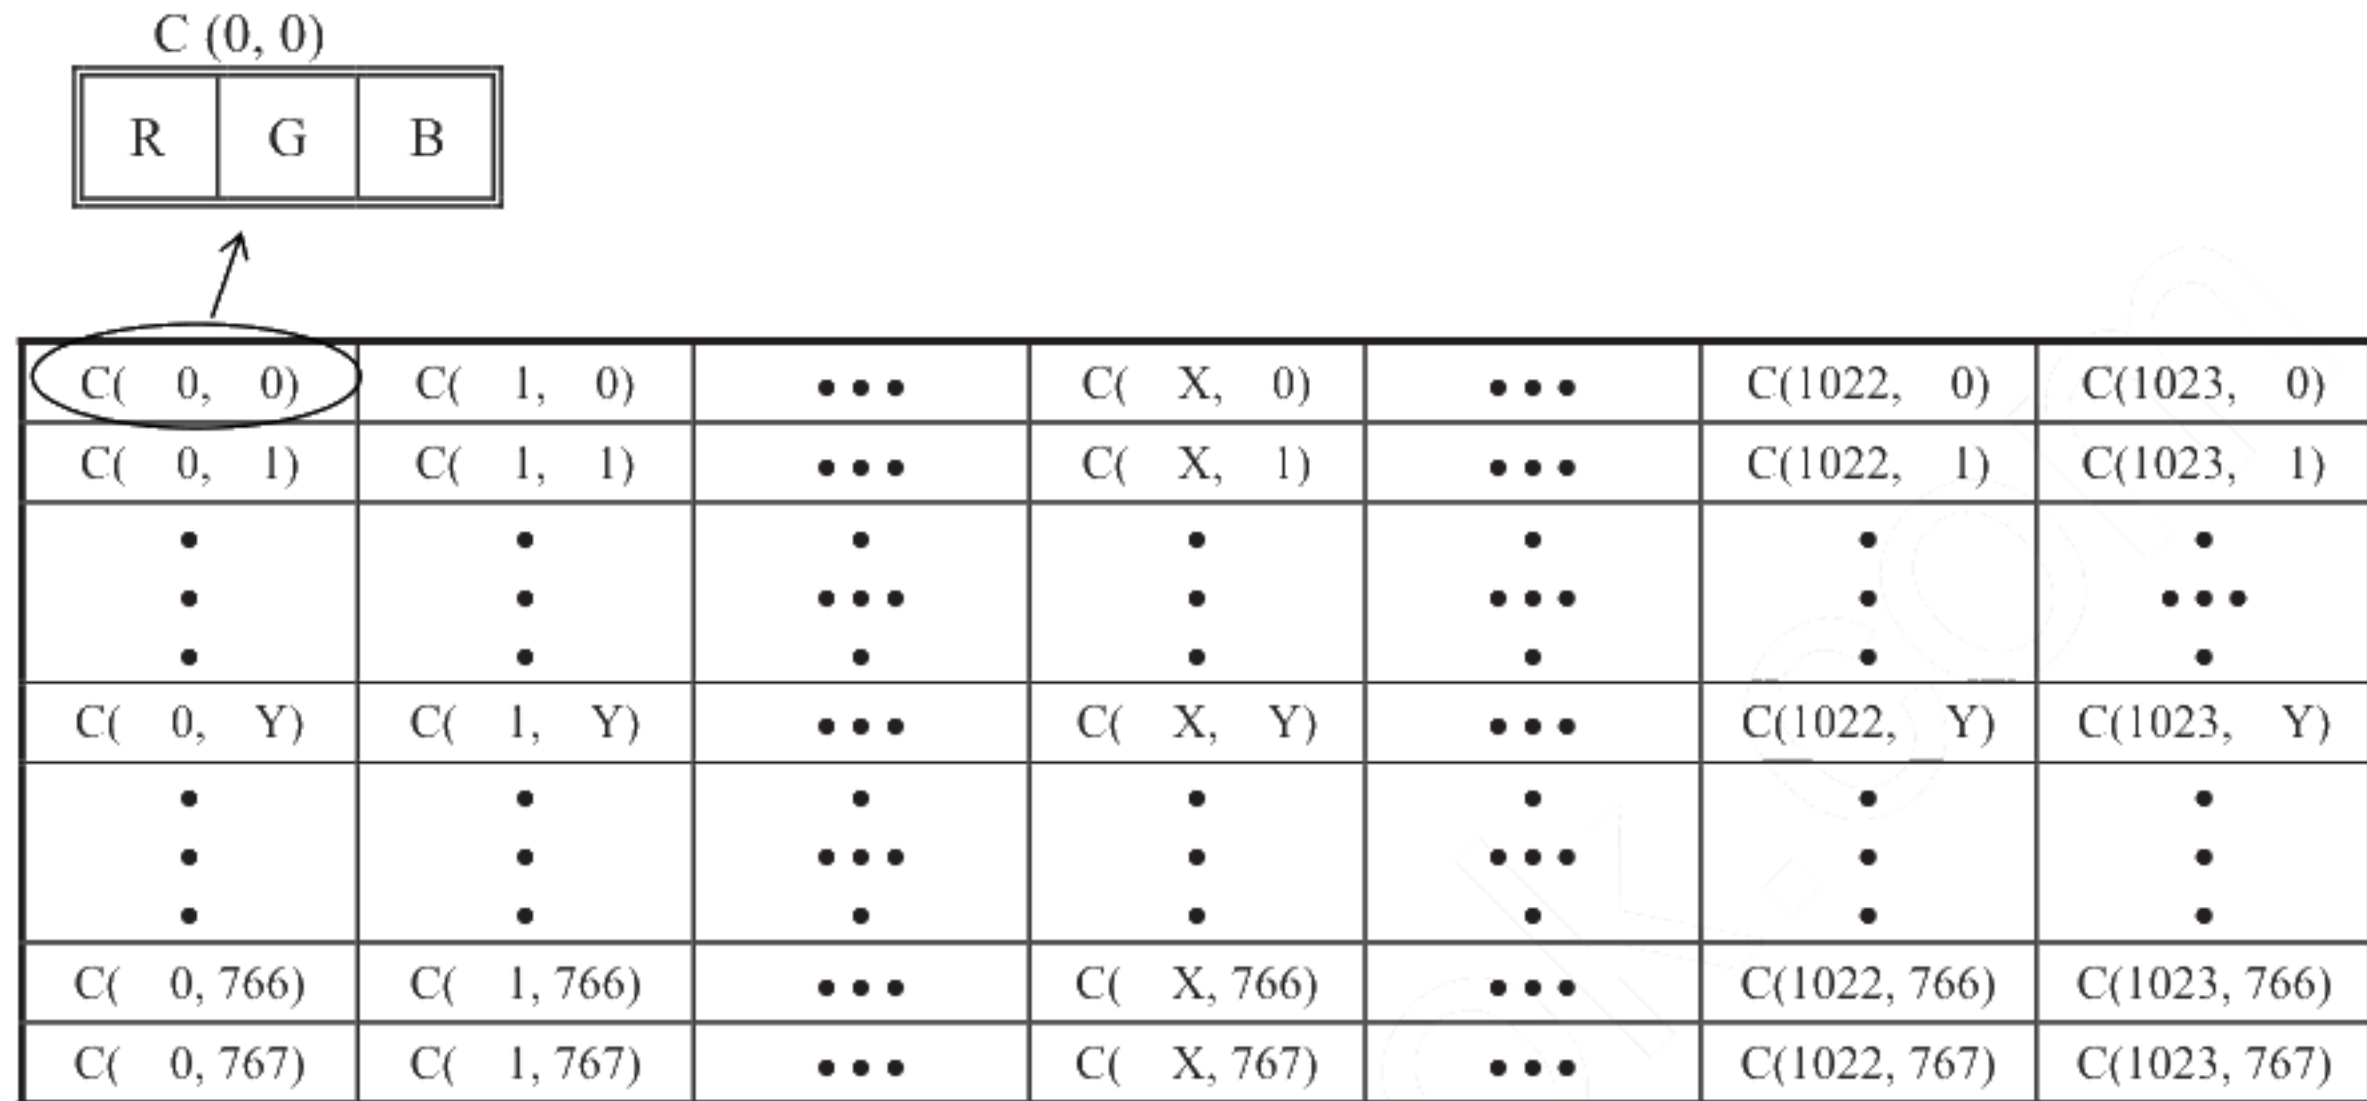 C (0, 0)
R G B
C( 0, 0) C( 1, 0) ••• C( X, 0) ••• C(1022, 0) C(1023, 0)
C( 0, 1) C( 1, 1) ••• C( X, 1) ••• C(1022, 1) C(1023, 1)
• • • • • • •
• • ••• • ••• • •••
• • • • • • •
C( 0, Y) C( 1, Y) ••• C( X, Y) ••• C(1022, Y) C(1023, Y)
• • • • • • •
• • ••• • ••• • •
• • • • • • •
C( 0, 766) C( 1, 766) ••• C( X, 766) ••• C(1022, 766) C(1023, 766)
C( 0, 767) C( 1, 767) ••• C( X, 767) ••• C(1022, 767) C(1023, 767)